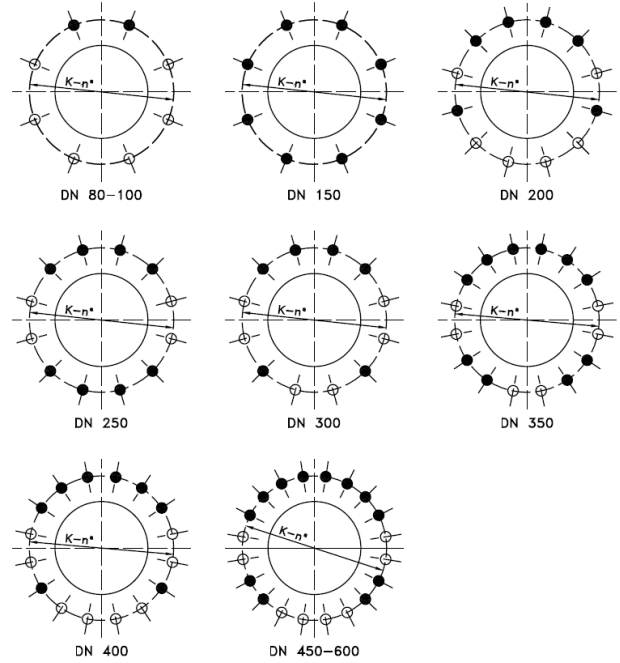 K-n°
K-n°
K-n°
DN 80-100
DN 150
DN 200
K-n°
K-n°
K-n°
DN 250
DN 300
DN 350
K-n°
K-n°
DN 400
DN 450-600